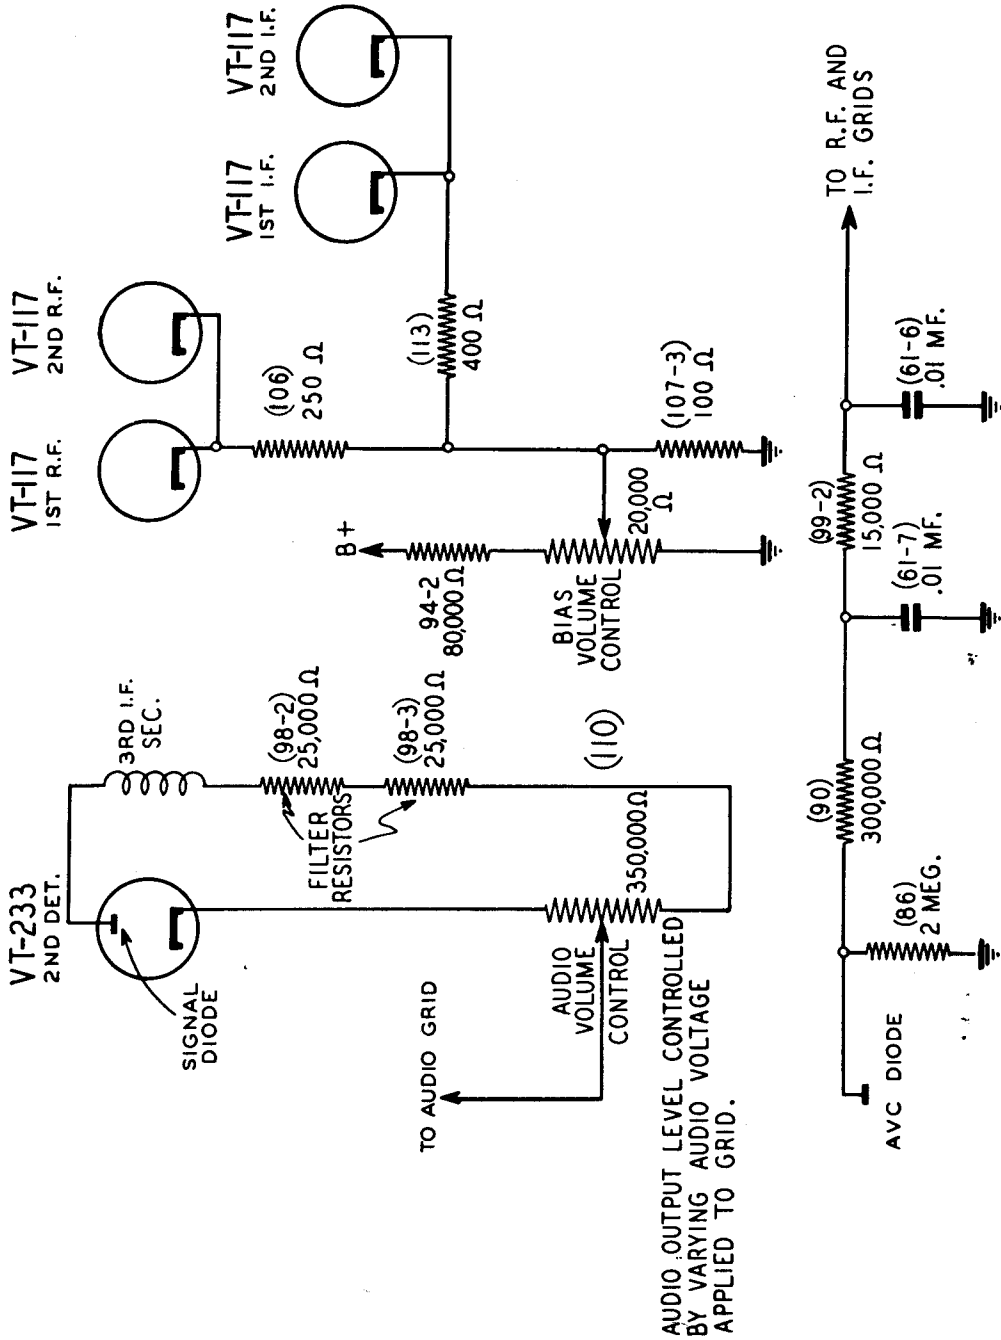 VT-233
2ND DET.
SIGNAL
DIODE
3RD I.F.
SEC.
(98-2)
25,000 Ω
(98-3)
25,000 Ω
FILTER
RESISTORS
(110)
350,000 Ω
AUDIO
VOLUME
CONTROL
TO AUDIO GRID
AUDIO OUTPUT LEVEL CONTROLLED
BY VARYING AUDIO VOLTAGE
APPLIED TO GRID.
VT-117
1ST R.F.
VT-117
2ND R.F.
VT-117
1ST I.F.
VT-117
2ND I.F.
(106)
250 Ω
(113)
400 Ω
(107-3)
100 Ω
B+
94-2
80,000 Ω
BIAS
VOLUME
CONTROL
20,000
Ω
AVC DIODE
(86)
2 MEG.
(90)
300,000 Ω
(61-7)
.01 MF.
(99-2)
15,000 Ω
(61-6)
.01 MF.
TO R.F. AND
I.F. GRIDS